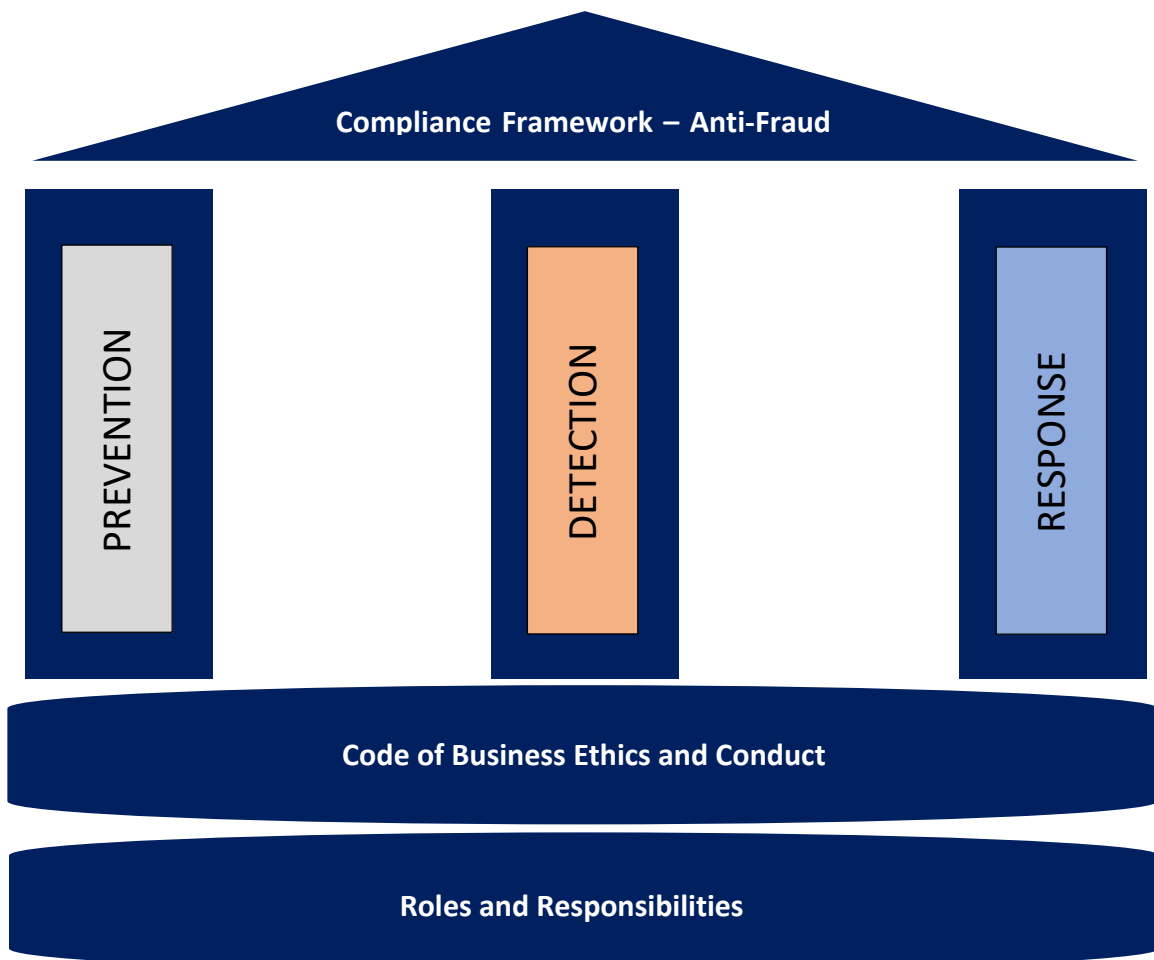 Compliance Framework – Anti-Fraud
PREVENTION
DETECTION
RESPONSE
Code of Business Ethics and Conduct
Roles and Responsibilities